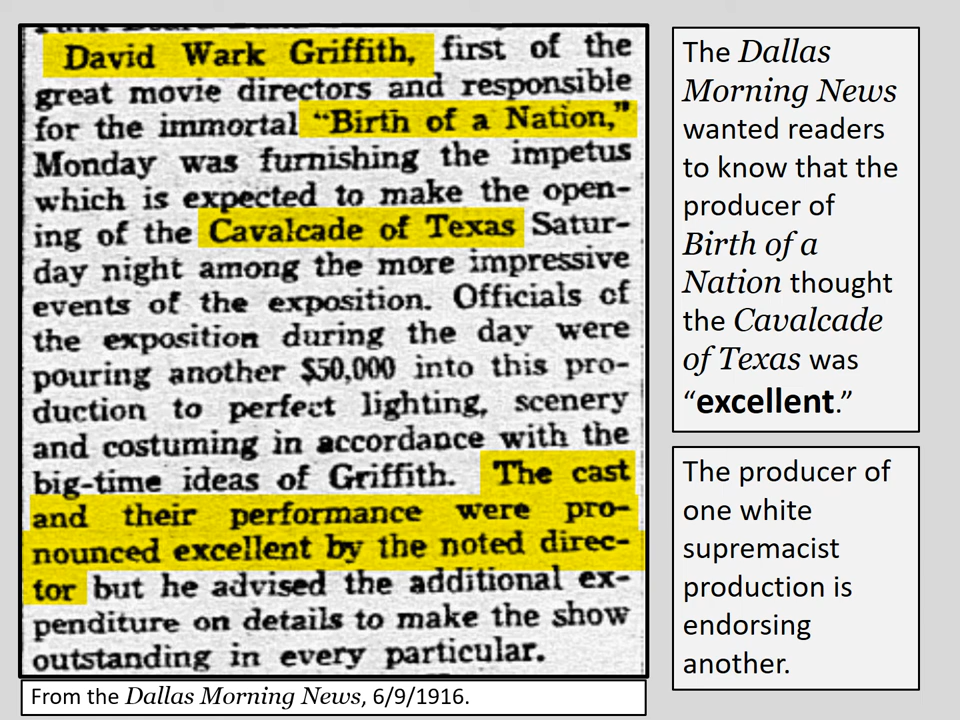 David Wark Griffith, first of the
great movie directors and responsible
for the immortal “Birth of a Nation,”
Monday was furnishing the impetus
which is expected to make the open-
ing of the Cavalcade of Texas Satur-
day night among the more impressive
events of the exposition. Officials of
the exposition during the day were
pouring another $50,000 into this pro-
duction to perfect lighting, scenery
and costuming in accordance with the
big-time ideas of Griffith. The cast
and their performance were pro-
nounced excellent by the noted direc-
tor but he advised the additional ex-
penditure on details to make the show
outstanding in every particular.
From the Dallas Morning News, 6/9/1916.
The Dallas
Morning News
wanted readers
to know that the
producer of
Birth of a
Nation thought
the Cavalcade
of Texas was
“excellent.”
The producer of
one white
supremacist
production is
endorsing
another.